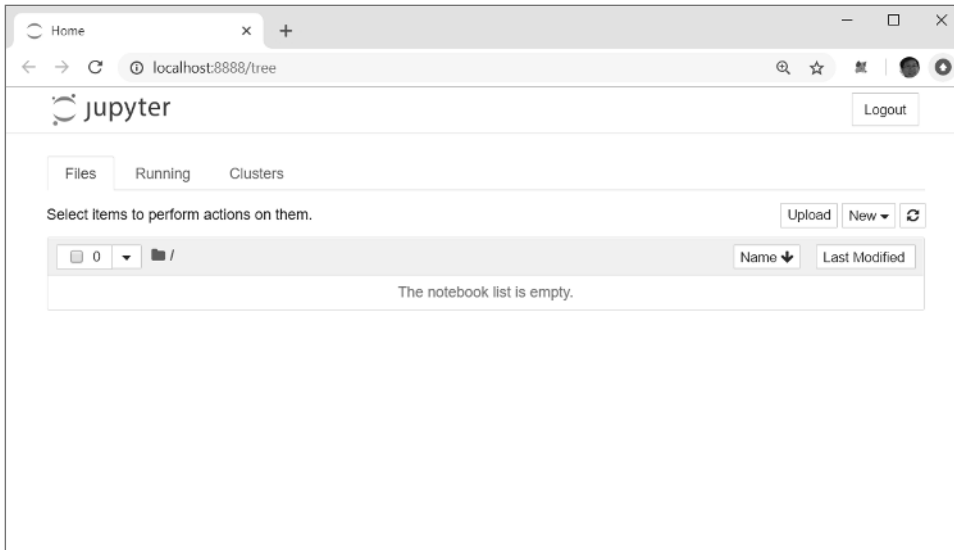 Home
localhost:8888/tree
jupyter
Logout
Files Running Clusters
Select items to perform actions on them.
Upload New
0 / Name Last Modified
The notebook list is empty.